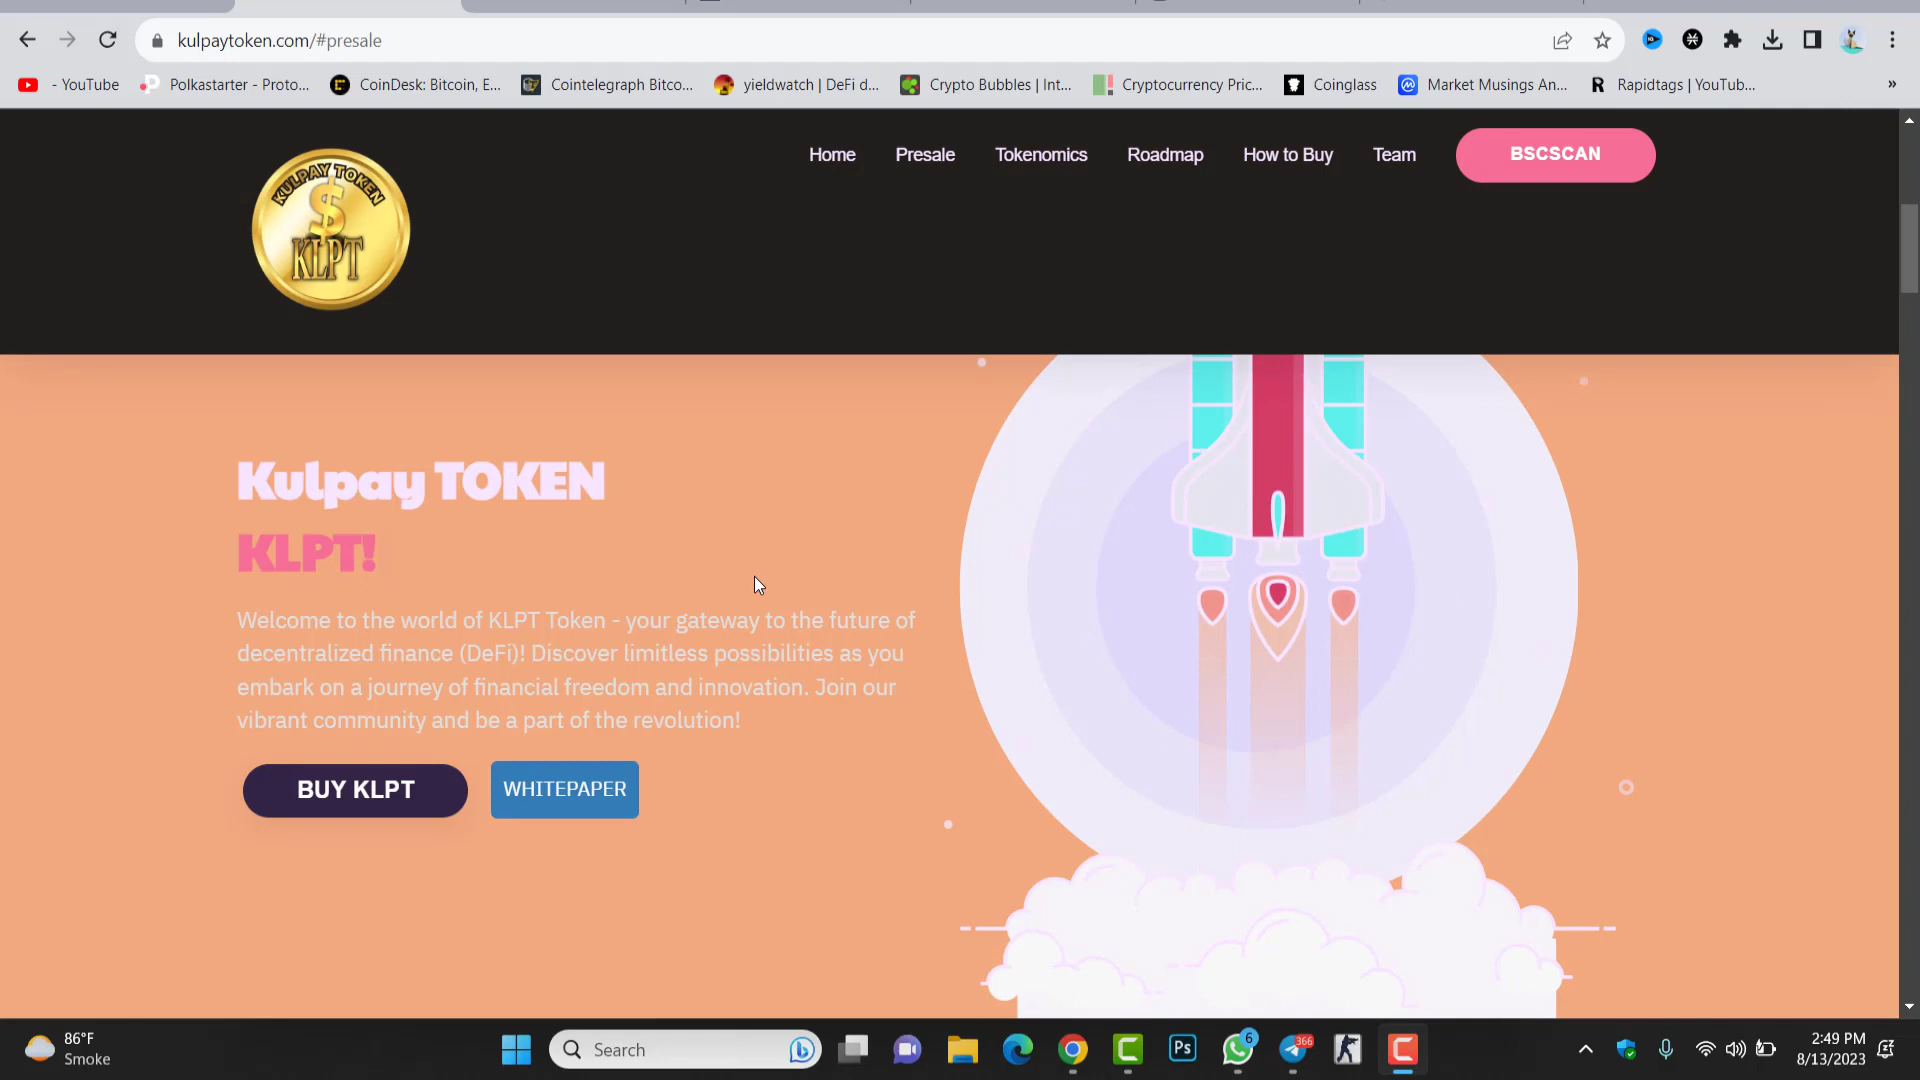 kulpaytoken.com/#presale
- YouTube
Polkastarter - Proto...
CoinDesk: Bitcoin, E...
Cointelegraph Bitco...
yieldwatch | DeFi d...
Crypto Bubbles | Int...
Cryptocurrency Pric...
Coinglass
Market Musings An...
Rapidtags | YouTub...
»
KULPAY TOKEN
$
KLPT
Home
Presale
Tokenomics
Roadmap
How to Buy
Team
BSCSCAN
Kulpay TOKEN
KLPT!
Welcome to the world of KLPT Token - your gateway to the future of
decentralized finance (DeFi)! Discover limitless possibilities as you
embark on a journey of financial freedom and innovation. Join our
vibrant community and be a part of the revolution!
BUY KLPT
WHITEPAPER
86°F
Smoke
Search
Ps
6
366
2:49 PM
8/13/2023